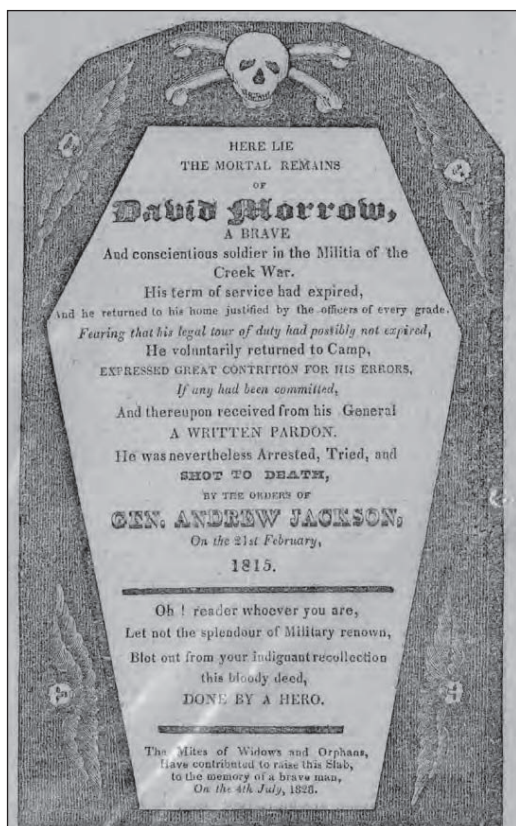 HERE LIE
THE MORTAL REMAINS
OF
David Morrow,
A BRAVE
And conscientious soldier in the Militia of the
Creek War.
His term of service had expired,
And he returned to his home justified by the officers of every grade.
Fearing that his legal tour of duty had possibly not expired,
He voluntarily returned to Camp,
EXPRESSED GREAT CONTRITION FOR HIS ERRORS,
If any had been committed,
And thereupon received from his General
A WRITTEN PARDON.
He was nevertheless Arrested, Tried, and
SHOT TO DEATH,
BY THE ORDERS OF
GEN. ANDREW JACKSON,
On the 21st February,
1815.
Oh ! reader whoever you are,
Let not the splendour of Military renown,
Blot out from your indignant recollection
this bloody deed,
DONE BY A HERO.
The Mites of Widows and Orphans,
Have contributed to raise this Slab,
to the memory of a brave man,
On the 4th July, 1828.